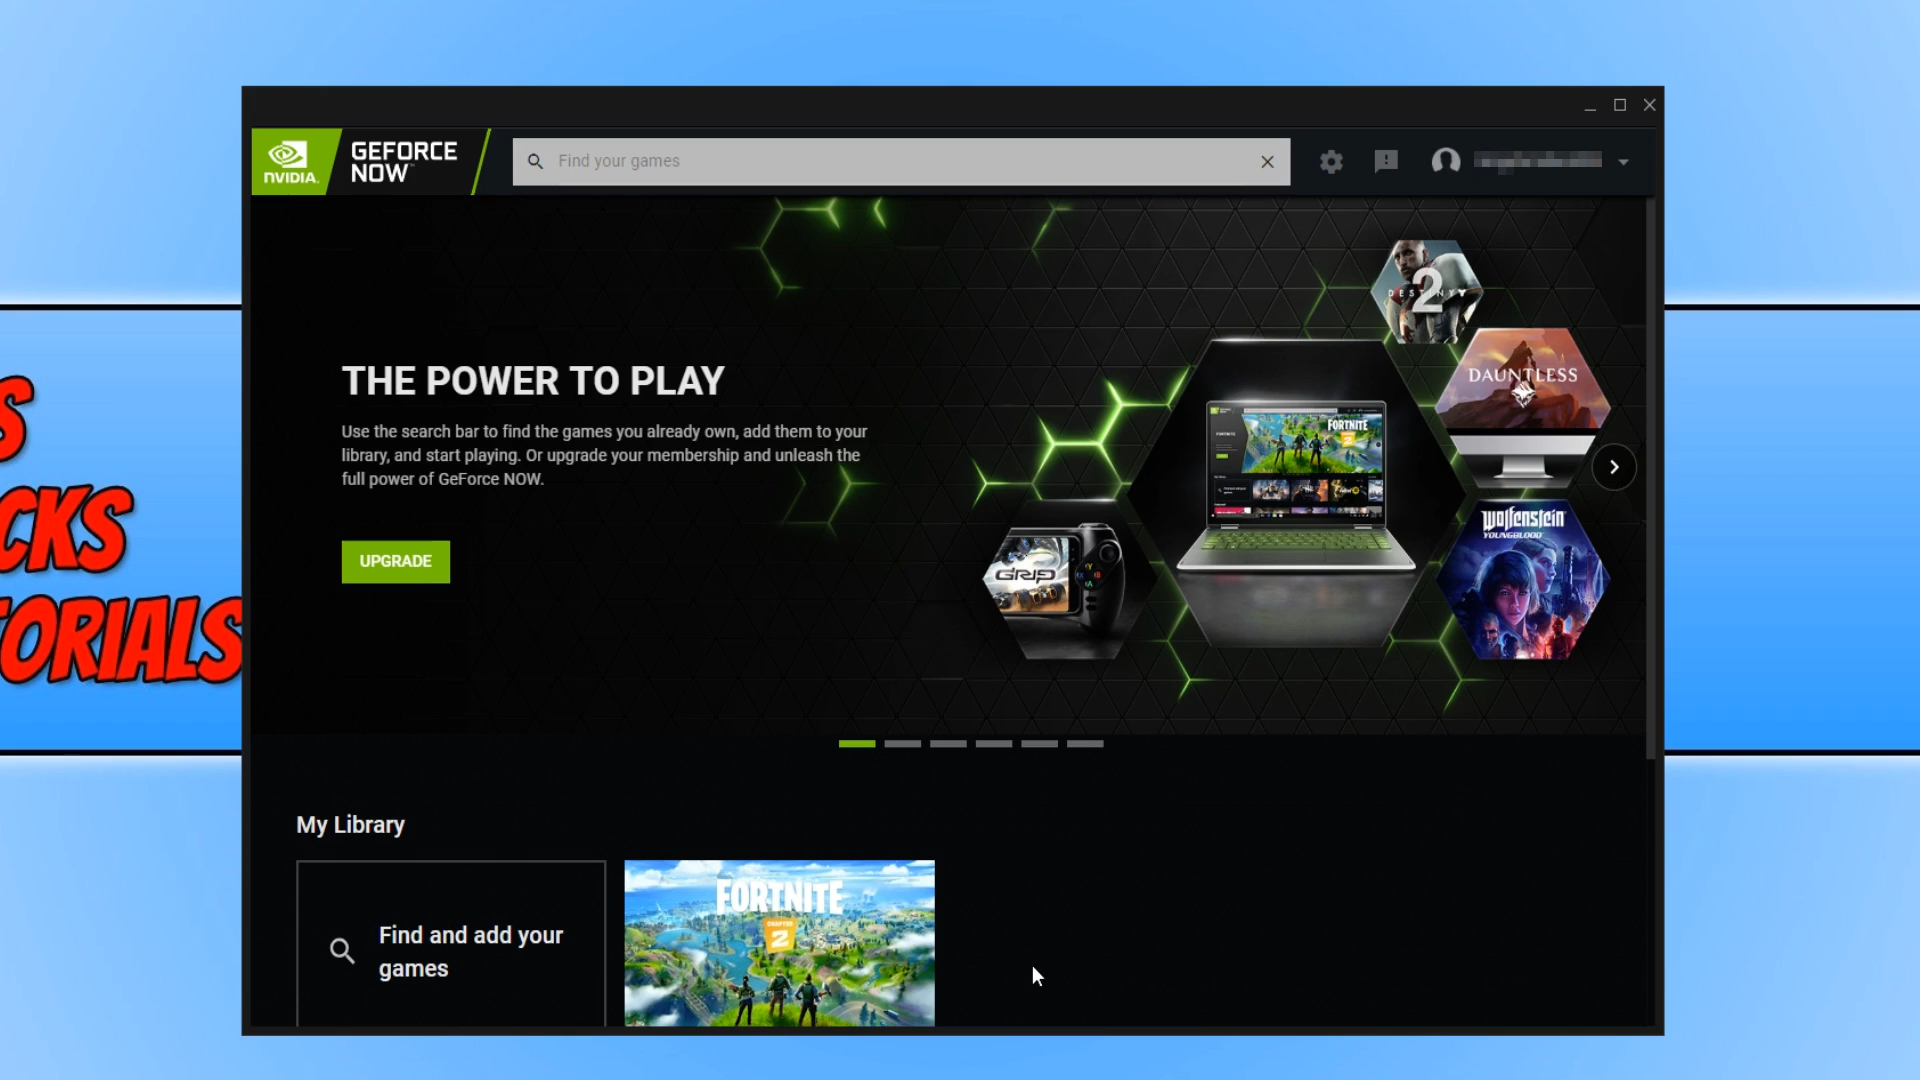 NVIDIA.
GEFORCE
NOW
Find your games
DESTINY
2
DAUNTLESS
THE POWER TO PLAY
Use the search bar to find the games you already own, add them to your
library, and start playing. Or upgrade your membership and unleash the
full power of GeForce NOW.
UPGRADE
FORTNITE
2
GRIP
Y
X B
A
Wolfenstein
YOUNGBLOOD
S
CKS
TORIALS
My Library
Find and add your
games
FORTNITE
CHAPTER
2